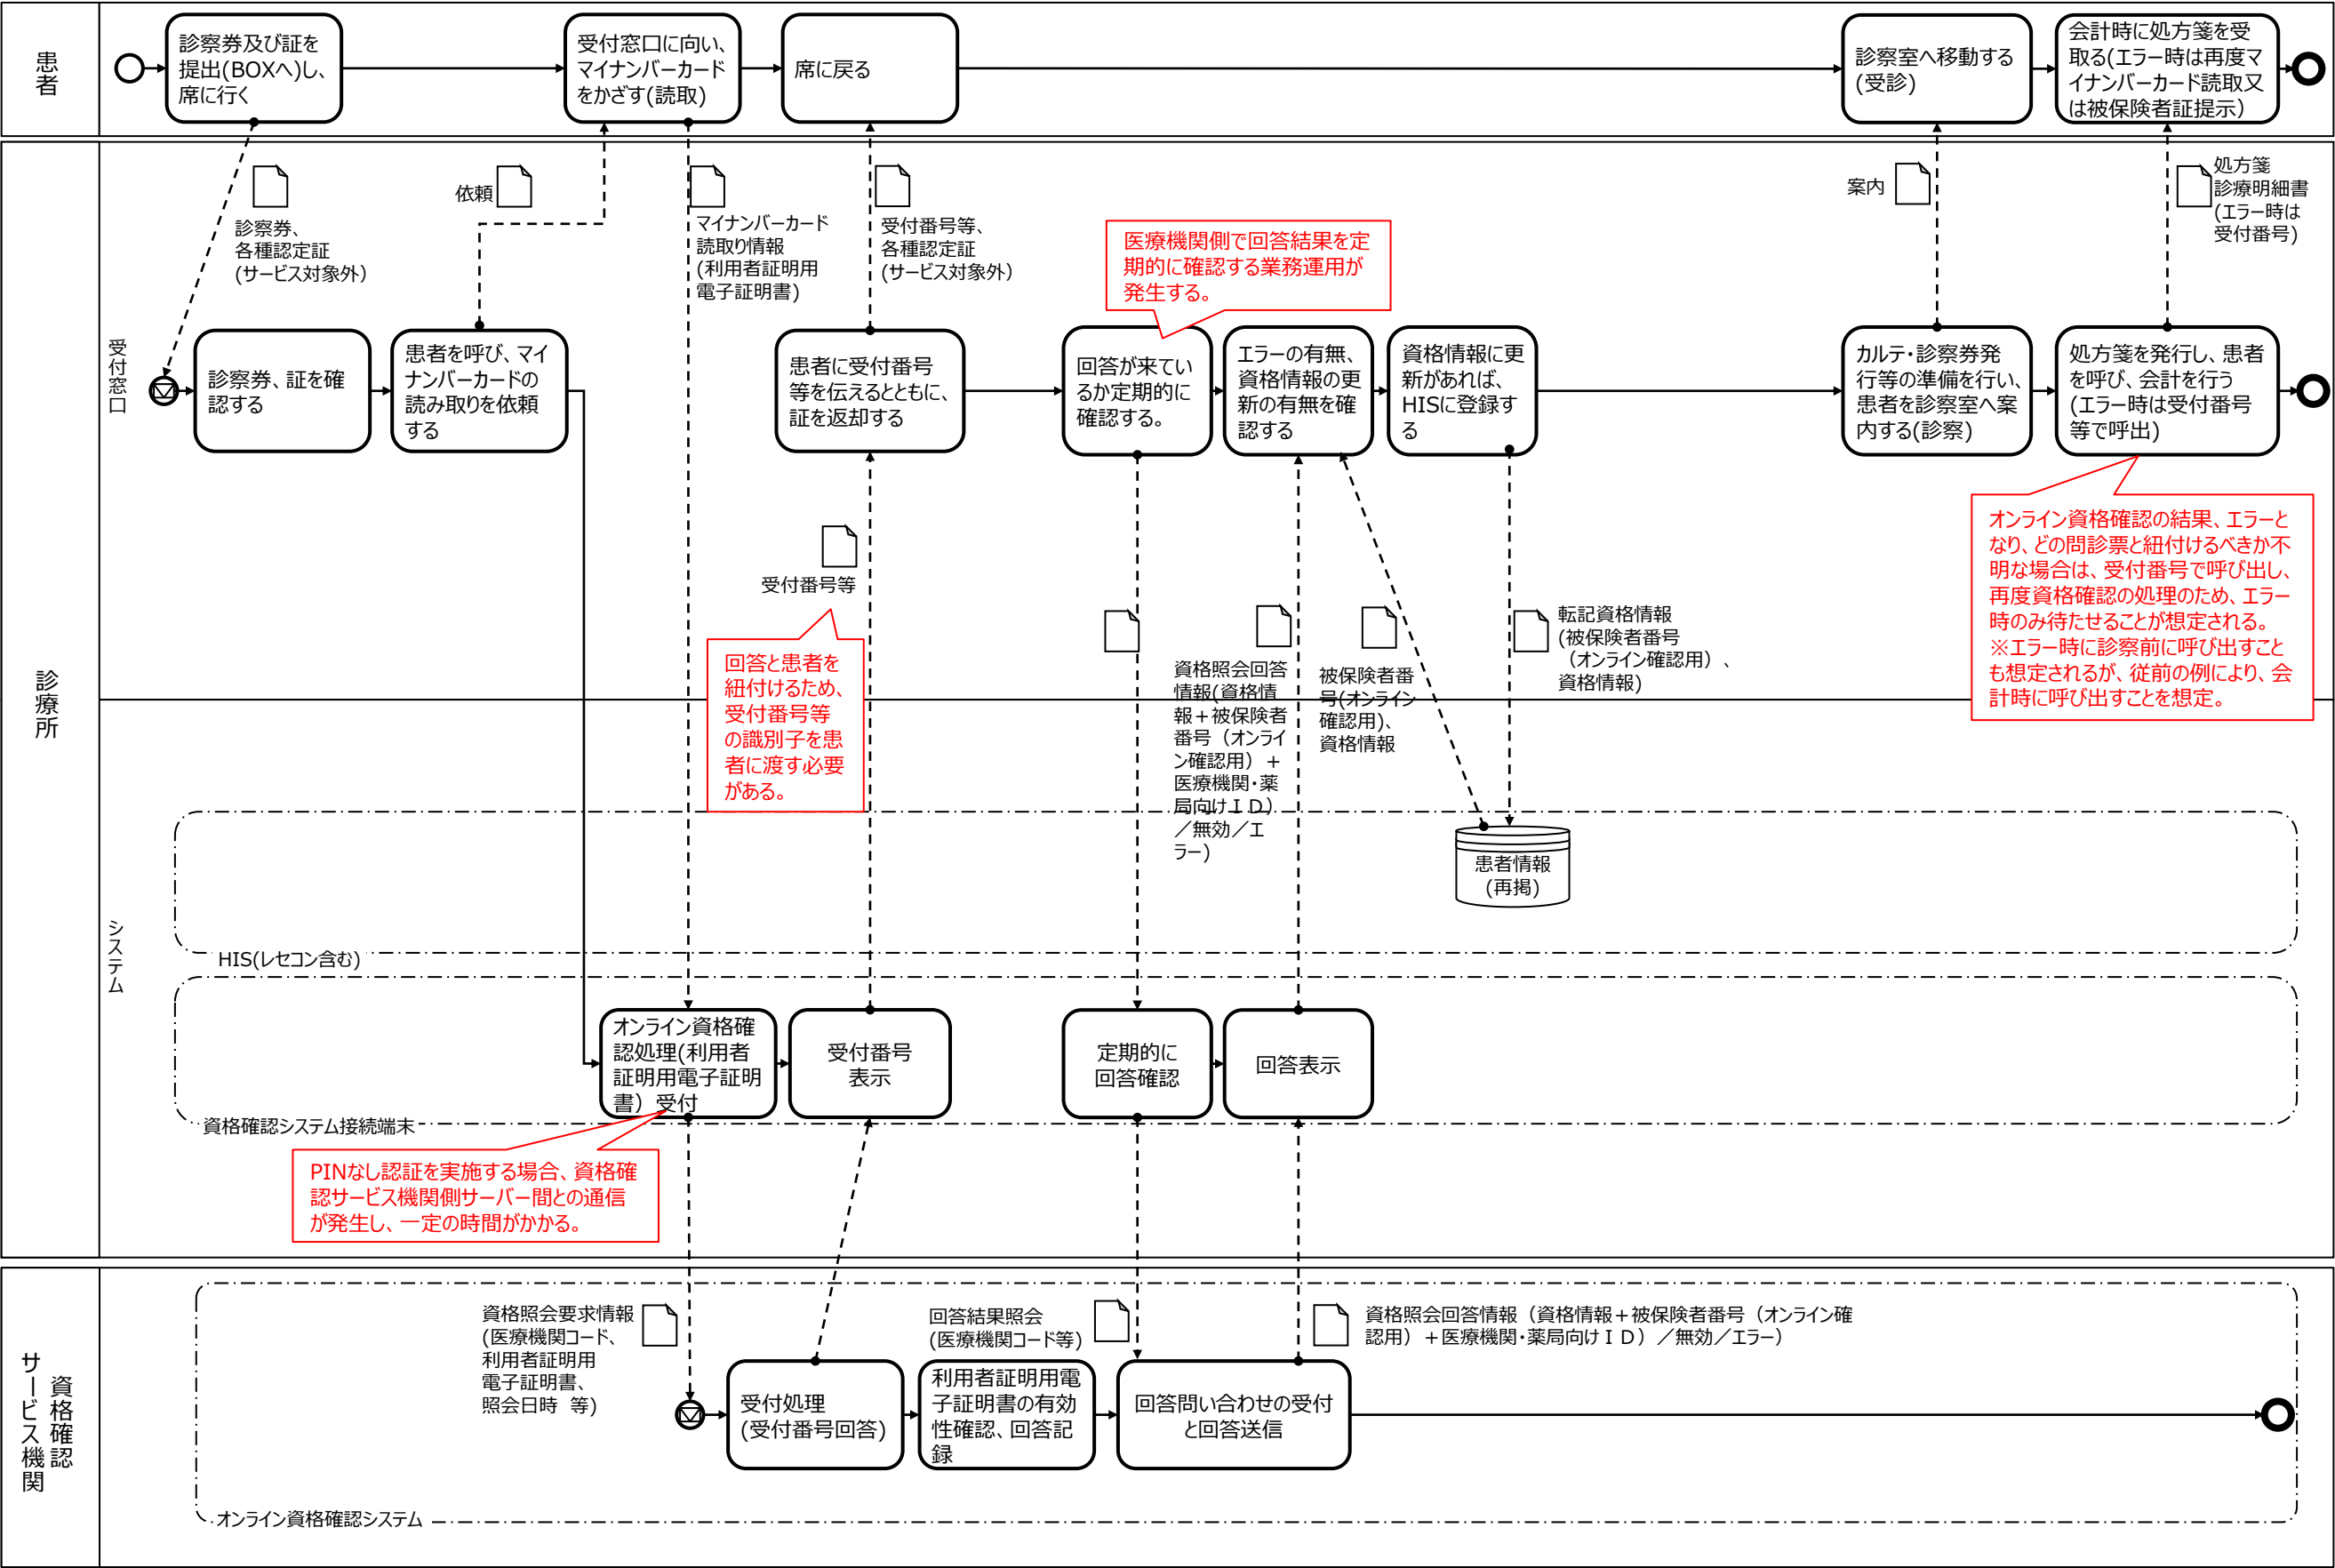 患者
診察券及び証を
提出(BOXへ)し、
席に行く
受付窓口に向い、
マイナンバーカード
をかざす(読取)
席に戻る
診察室へ移動する
(受診)
会計時に処方箋を受
取る(エラー時は再度マ
イナンバーカード読取又
は被保険者証提示)
診療所
受付窓口
診察券、
各種認定証
(サービス対象外)
依頼
マイナンバーカード
読取り情報
(利用者証明用
電子証明書)
受付番号等、
各種認定証
(サービス対象外)
医療機関側で回答結果を定
期的に確認する業務運用が
発生する。
案内
処方箋
診療明細書
(エラー時は
受付番号)
診察券、証を確
認する
患者を呼び、マイ
ナンバーカードの
読み取りを依頼
する
患者に受付番号
等を伝えるとともに、
証を返却する
回答が来てい
るか定期的に
確認する。
エラーの有無、
資格情報の更
新の有無を確
認する
資格情報に更
新があれば、
HISに登録す
る
カルテ・診察券発
行等の準備を行い、
患者を診察室へ案
内する(診察)
処方箋を発行し、患者
を呼び、会計を行う
(エラー時は受付番号
等で呼出)
オンライン資格確認の結果、エラーと
なり、どの問診票と紐付けるべきか不
明な場合は、受付番号で呼び出し、
再度資格確認の処理のため、エラー
時のみ待たせることが想定される。
※エラー時に診察前に呼び出すこと
も想定されるが、従前の例により、会
計時に呼び出すことを想定。
受付番号等
回答と患者を
紐付けるため、
受付番号等
の識別子を患
者に渡す必要
がある。
資格照会回答
情報(資格情
報＋被保険者
番号（オンライ
ン確認用）＋
医療機関・薬
局向けＩＤ）
／無効／エ
ラー)
被保険者番
号(オンライン
確認用)、
資格情報
転記資格情報
(被保険者番号
（オンライン確認用）、
資格情報)
システム
患者情報
(再掲)
HIS(レセコン含む)
オンライン資格確
認処理(利用者
証明用電子証明
書）受付
受付番号
表示
定期的に
回答確認
回答表示
資格確認システム接続端末
PINなし認証を実施する場合、資格確
認サービス機関側サーバー間との通信
が発生し、一定の時間がかかる。
資格確認
サービス機関
資格照会要求情報
(医療機関コード、
利用者証明用
電子証明書、
照会日時 等)
回答結果照会
(医療機関コード等)
資格照会回答情報（資格情報＋被保険者番号（オンライン確
認用）＋医療機関・薬局向けＩＤ）／無効／エラー）
受付処理
(受付番号回答)
利用者証明用電
子証明書の有効
性確認、回答記
録
回答問い合わせの受付
と回答送信
オンライン資格確認システム